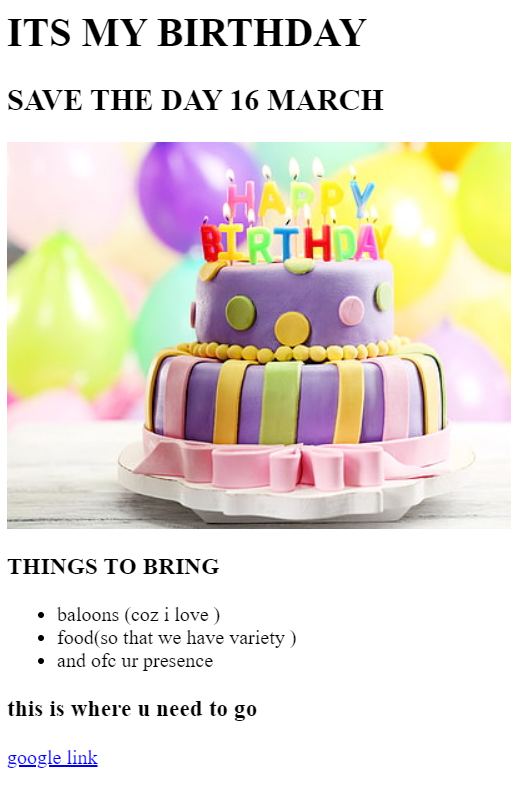 ITS MY BIRTHDAY
SAVE THE DAY 16 MARCH
HAPPY
BIRTHDAY
THINGS TO BRING
baloons (coz i love )
food(so that we have variety )
and ofc ur presence
this is where u need to go
google link